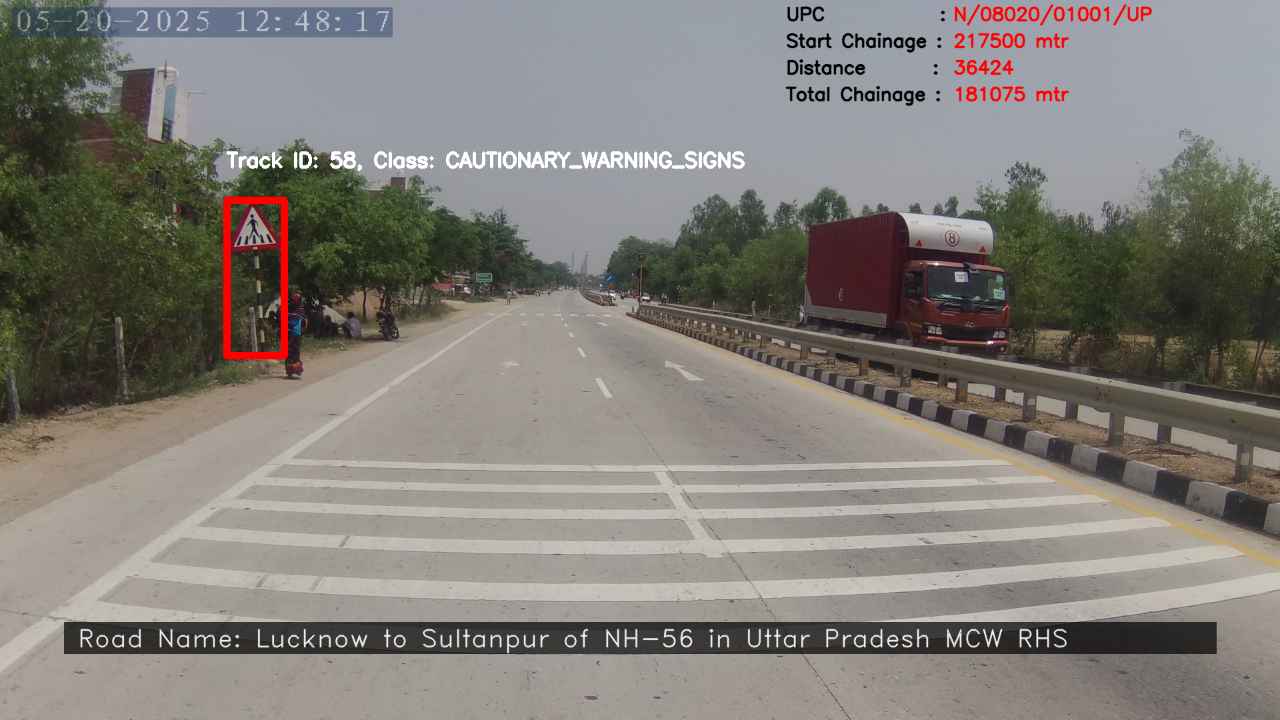 05-20-2025 12:48:17
UPC : N/08020/01001/UP
Start Chainage : 217500 mtr
Distance : 36424
Total Chainage : 181075 mtr
Track ID: 58, Class: CAUTIONARY_WARNING_SIGNS
8
Road Name: Lucknow to Sultanpur of NH-56 in Uttar Pradesh MCW RHS